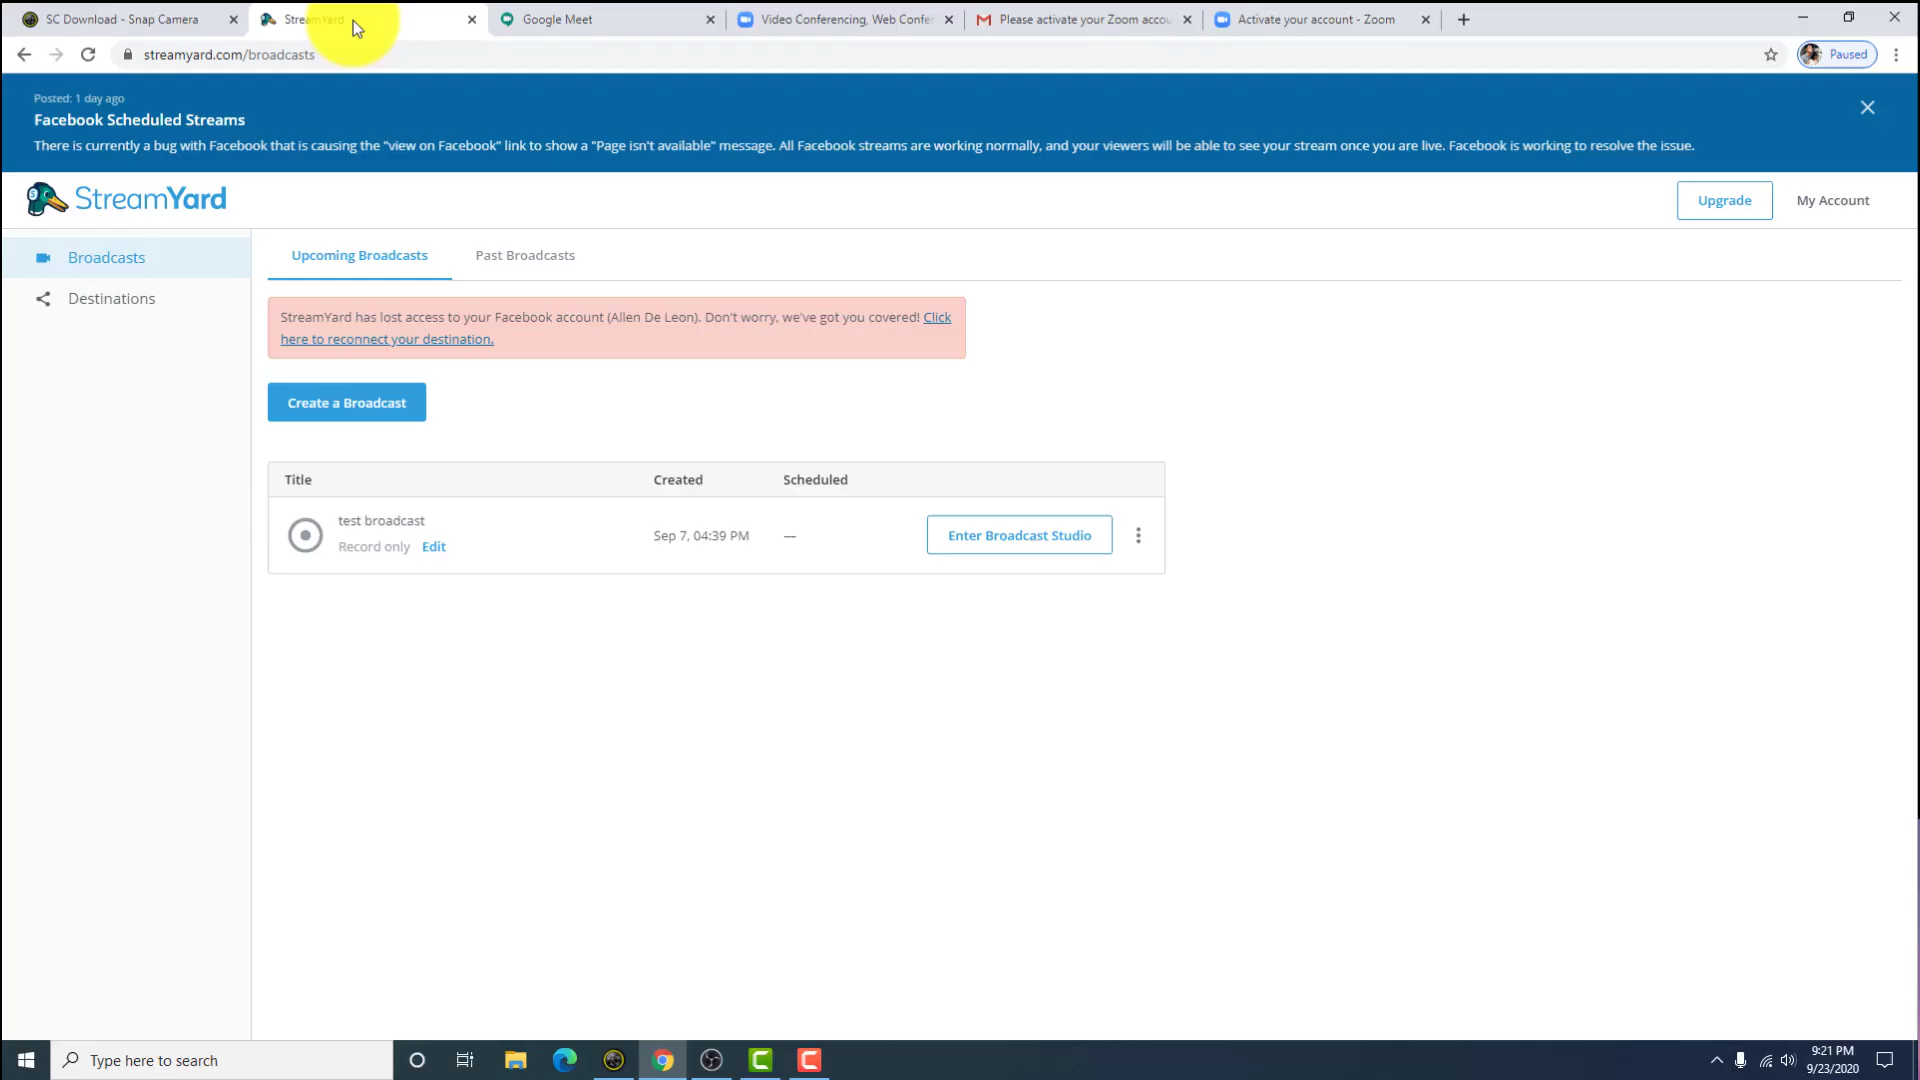 SC Download - Snap Camera
StreamYard
Google Meet
Video Conferencing, Web Confer
Please activate your Zoom accou
Activate your account - Zoom
streamyard.com/broadcasts
Paused
Posted: 1 day ago
Facebook Scheduled Streams
There is currently a bug with Facebook that is causing the "view on Facebook" link to show a "Page isn't available" message. All Facebook streams are working normally, and your viewers will be able to see your stream once you are live. Facebook is working to resolve the issue.
StreamYard
Upgrade
My Account
Broadcasts
Destinations
Upcoming Broadcasts
Past Broadcasts
StreamYard has lost access to your Facebook account (Allen De Leon). Don't worry, we've got you covered! Click
here to reconnect your destination.
Create a Broadcast
Title
Created
Scheduled
test broadcast
Record only
Edit
Sep 7, 04:39 PM
—
Enter Broadcast Studio
Type here to search
9:21 PM
9/23/2020